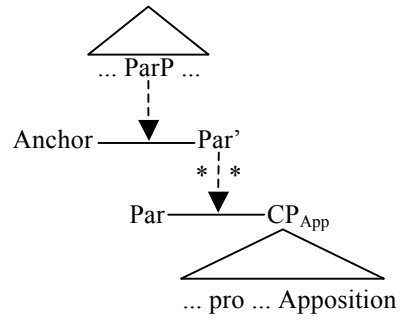 ... ParP ...
Anchor Par’
* *
Par CP_App
... pro ... Apposition